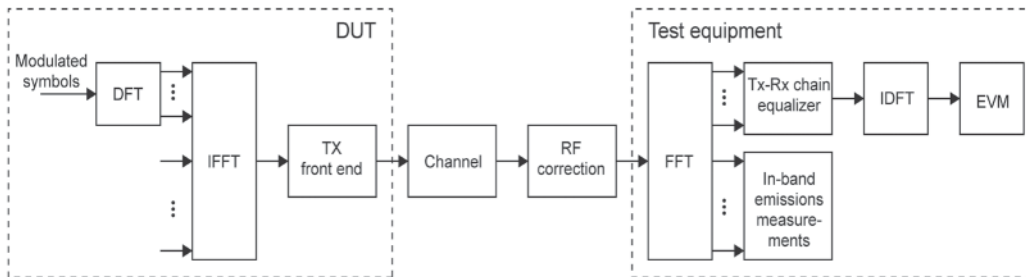 DUT
Test equipment
Modulated
symbols
DFT
IFFT
TX
front end
Channel
RF
correction
FFT
Tx-Rx chain
equalizer
IDFT
EVM
In-band
emissions
measure-
ments